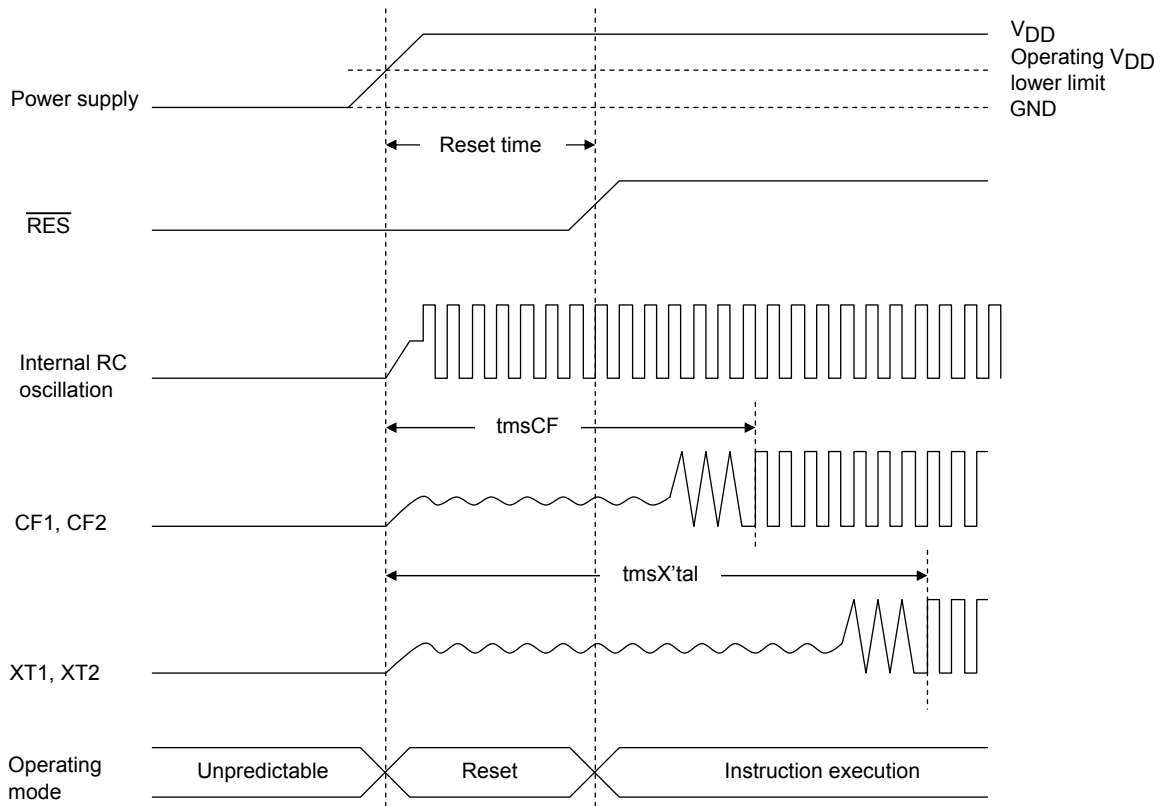 VDD
Operating VDD
lower limit
GND
Power supply
Reset time
RES
Internal RC
oscillation
tmsCF
CF1, CF2
tmsX'tal
XT1, XT2
Operating
mode
Unpredictable
Reset
Instruction execution